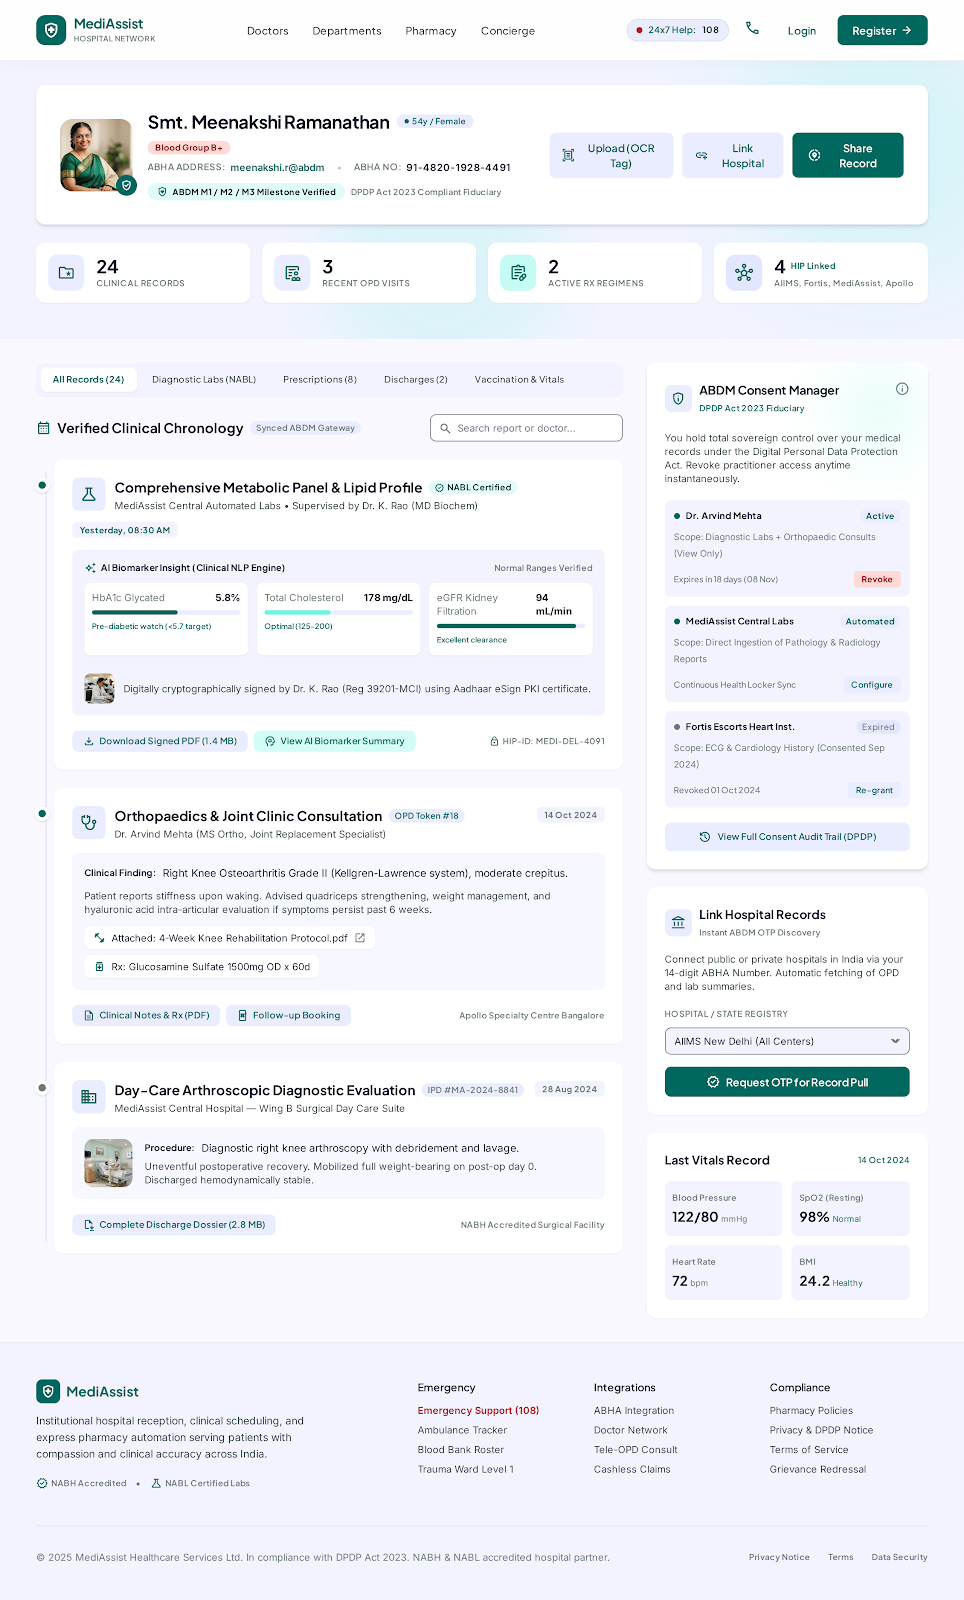 MediAssist
HOSPITAL NETWORK
Doctors
Departments
Pharmacy
Concierge
24x7 Help: 108
Login
Register →
Smt. Meenakshi Ramanathan
54y / Female
Blood Group B+
ABHA ADDRESS: meenakshi.r@abdm • ABHA NO: 91-4820-1928-4491
ABDM M1 / M2 / M3 Milestone Verified
DPDP Act 2023 Compliant Fiduciary
Upload (OCR
Tag)
Link
Hospital
Share
Record
24
CLINICAL RECORDS
3
RECENT OPD VISITS
2
ACTIVE RX REGIMENS
4 HIP Linked
AIIMS, Fortis, MediAssist, Apollo
All Records (24)
Diagnostic Labs (NABL)
Prescriptions (8)
Discharges (2)
Vaccination & Vitals
Verified Clinical Chronology
Synced ABDM Gateway
Search report or doctor...
Comprehensive Metabolic Panel & Lipid Profile
NABL Certified
MediAssist Central Automated Labs • Supervised by Dr. K. Rao (MD Biochem)
Yesterday, 08:30 AM
AI Biomarker Insight (Clinical NLP Engine)
Normal Ranges Verified
HbA1c Glycated 5.8%
Pre-diabetic watch (<5.7 target)
Total Cholesterol 178 mg/dL
Optimal (125-200)
eGFR Kidney 94
Filtration mL/min
Excellent clearance
Digitally cryptographically signed by Dr. K. Rao (Reg 39201-MCI) using Aadhaar eSign PKI certificate.
Download Signed PDF (1.4 MB)
View AI Biomarker Summary
HIP-ID: MEDI-DEL-4091
Orthopaedics & Joint Clinic Consultation
OPD Token #18
14 Oct 2024
Dr. Arvind Mehta (MS Ortho, Joint Replacement Specialist)
Clinical Finding: Right Knee Osteoarthritis Grade II (Kellgren-Lawrence system), moderate crepitus.
Patient reports stiffness upon waking. Advised quadriceps strengthening, weight management, and
hyaluronic acid intra-articular evaluation if symptoms persist past 6 weeks.
Attached: 4-Week Knee Rehabilitation Protocol.pdf
Rx: Glucosamine Sulfate 1500mg OD x 60d
Clinical Notes & Rx (PDF)
Follow-up Booking
Apollo Specialty Centre Bangalore
Day-Care Arthroscopic Diagnostic Evaluation
IPD #MA-2024-8841
28 Aug 2024
MediAssist Central Hospital — Wing B Surgical Day Care Suite
Procedure: Diagnostic right knee arthroscopy with debridement and lavage.
Uneventful postoperative recovery. Mobilized full weight-bearing on post-op day 0.
Discharged hemodynamically stable.
Complete Discharge Dossier (2.8 MB)
NABH Accredited Surgical Facility
ABDM Consent Manager
DPDP Act 2023 Fiduciary
You hold total sovereign control over your medical
records under the Digital Personal Data Protection
Act. Revoke practitioner access anytime
instantaneously.
Dr. Arvind Mehta
Active
Scope: Diagnostic Labs + Orthopaedic Consults
(View Only)
Expires in 18 days (08 Nov)
Revoke
MediAssist Central Labs
Automated
Scope: Direct Ingestion of Pathology & Radiology
Reports
Continuous Health Locker Sync
Configure
Fortis Escorts Heart Inst.
Expired
Scope: ECG & Cardiology History (Consented Sep
2024)
Revoked 01 Oct 2024
Re-grant
View Full Consent Audit Trail (DPDP)
Link Hospital Records
Instant ABDM OTP Discovery
Connect public or private hospitals in India via your
14-digit ABHA Number. Automatic fetching of OPD
and lab summaries.
HOSPITAL / STATE REGISTRY
AIIMS New Delhi (All Centers)
Request OTP for Record Pull
Last Vitals Record
14 Oct 2024
Blood Pressure
122/80 mmHg
SpO2 (Resting)
98% Normal
Heart Rate
72 bpm
BMI
24.2 Healthy
MediAssist
Institutional hospital reception, clinical scheduling, and
express pharmacy automation serving patients with
compassion and clinical accuracy across India.
NABH Accredited • NABL Certified Labs
Emergency
Emergency Support (108)
Ambulance Tracker
Blood Bank Roster
Trauma Ward Level 1
Integrations
ABHA Integration
Doctor Network
Tele-OPD Consult
Cashless Claims
Compliance
Pharmacy Policies
Privacy & DPDP Notice
Terms of Service
Grievance Redressal
© 2025 MediAssist Healthcare Services Ltd. In compliance with DPDP Act 2023. NABH & NABL accredited hospital partner.
Privacy Notice
Terms
Data Security